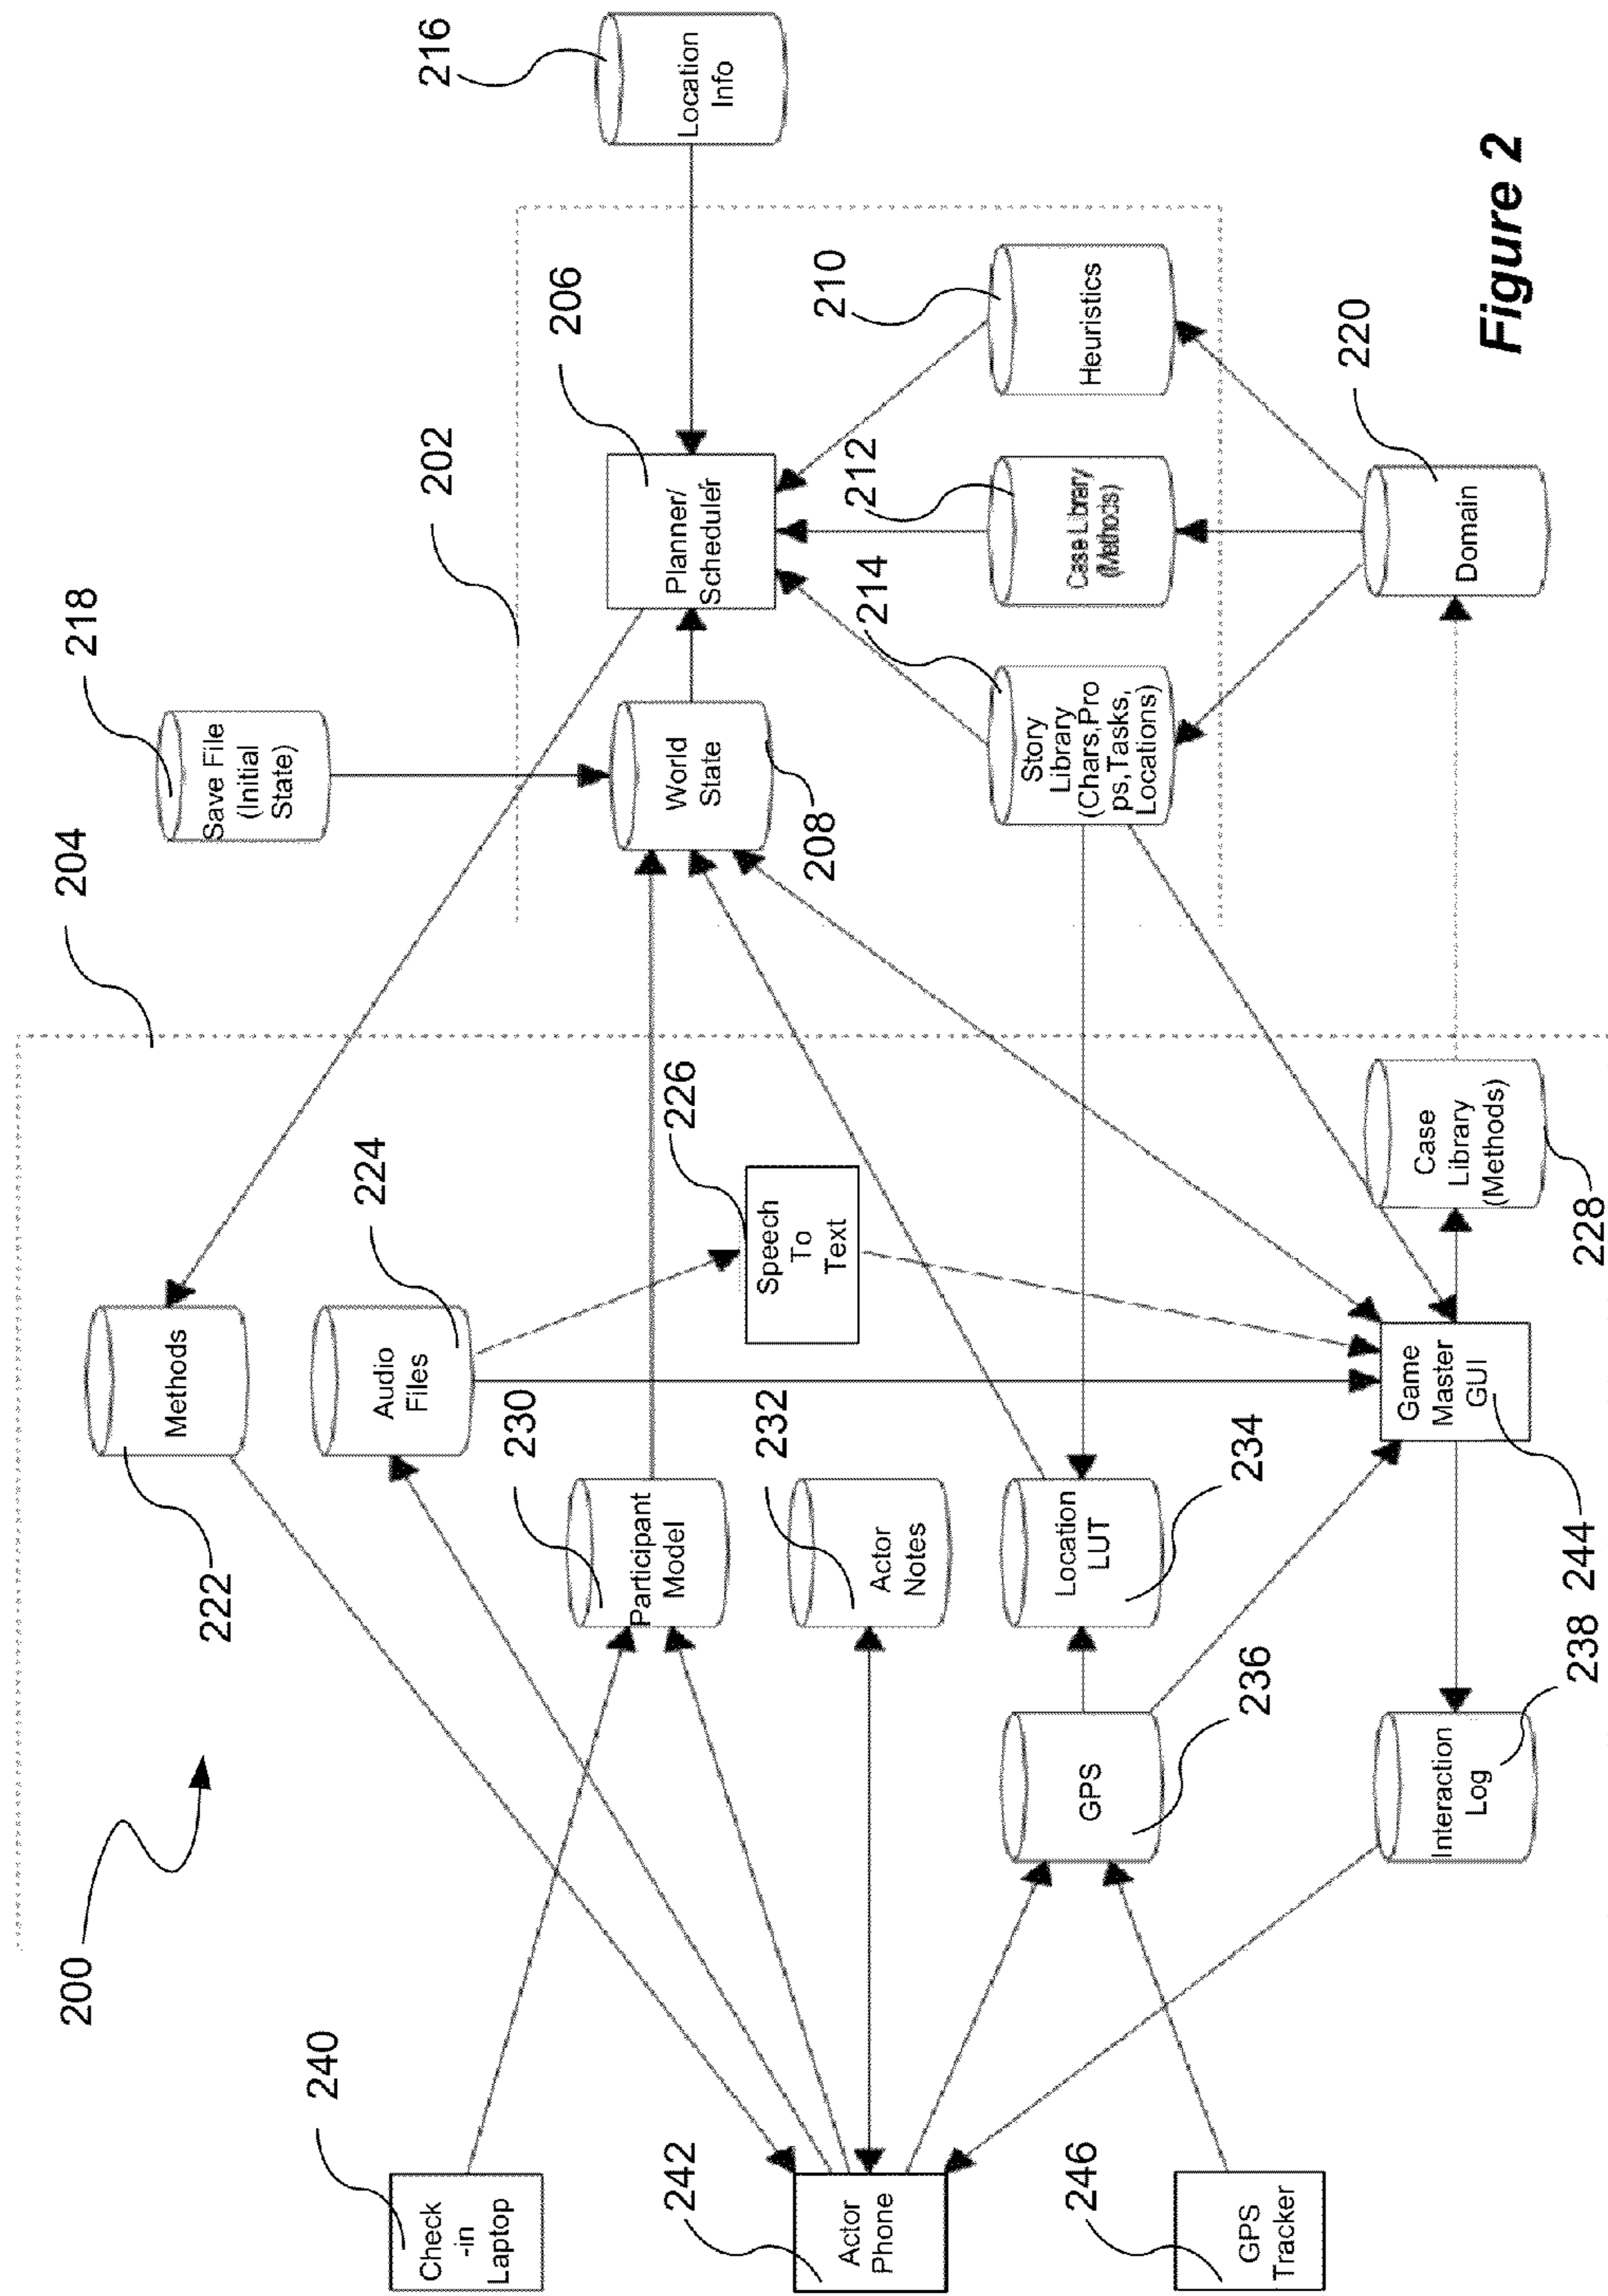 200
204
202
218
Save File
(Initial
State)
216
Location
Info
206
Planner/
Scheduler
World
State
208
210
Heuristics
212
Case Library/
(Methods)
214
Story
Library
(Chars,Pro
ps,Tasks,
Locations)
220
Domain
222
Methods
224
Audio
Files
226
Speech
To
Text
228
Case
Library
(Methods)
230
Participant
Model
232
Actor
Notes
234
Location
LUT
236
GPS
238
Interaction
Log
244
Game
Master
GUI
240
Check
-in
Laptop
242
Actor
Phone
246
GPS
Tracker
Figure 2